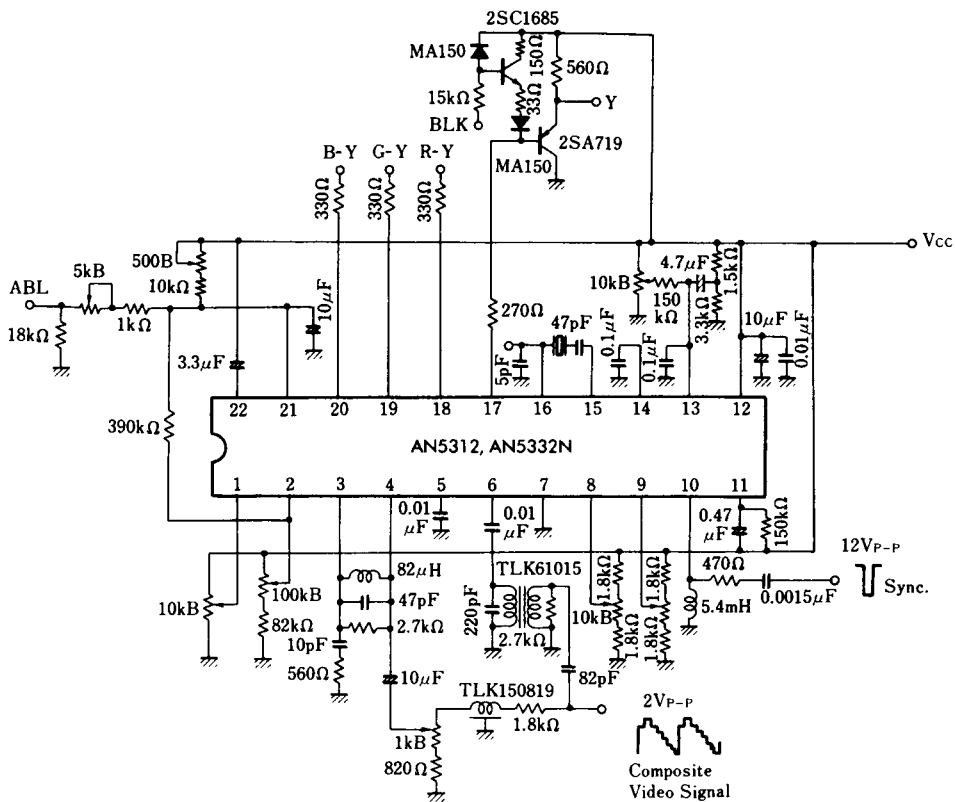 2SC1685
MA150
150Ω
560Ω
15kΩ
33Ω
Y
BLK
2SA719
MA150
B-Y
G-Y
R-Y
330Ω
330Ω
330Ω
VCC
500B
5kB
10kΩ
ABL
1kΩ
18kΩ
10μF
3.3μF
270Ω
10kB
4.7μF
1.5kΩ
150
kΩ
3.3kΩ
10μF
0.01μF
47pF
5pF
0.1μF
0.1μF
390kΩ
22
21
20
19
18
17
16
15
14
13
12
AN5312, AN5332N
1
2
3
4
5
6
7
8
9
10
11
0.01
μF
0.01
μF
0.47
μF
150kΩ
12VP-P
Sync.
10kB
100kB
82kΩ
82μH
47pF
2.7kΩ
10pF
560Ω
10μF
220pF
TLK61015
2.7kΩ
1.8kΩ
1.8kΩ
10kB
1.8kΩ
1.8kΩ
470Ω
0.0015μF
5.4mH
82pF
TLK150819
1.8kΩ
1kB
820Ω
2VP-P
Composite
Video Signal